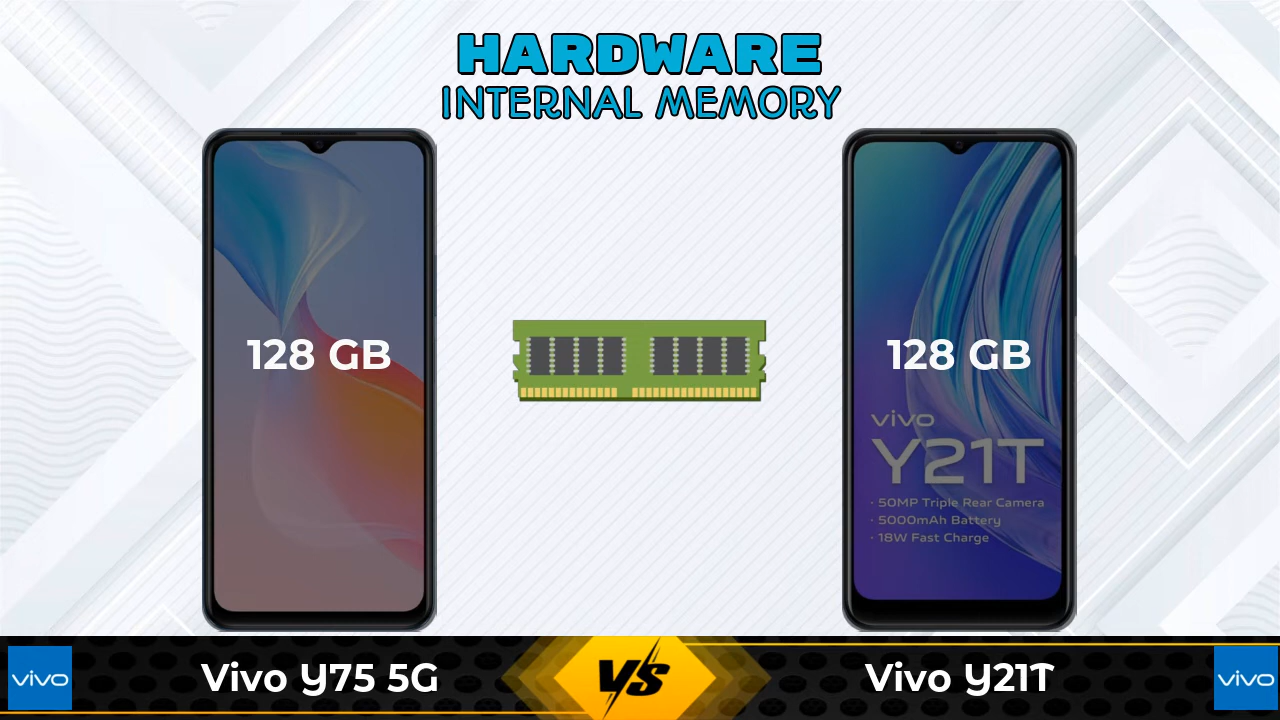 HARDWARE
INTERNAL MEMORY
128 GB
128 GB
vivo
Y21T
· 50MP Triple Rear Camera
· 5000mAh Battery
· 18W Fast Charge
vivo
Vivo Y75 5G
VS
Vivo Y21T
vivo